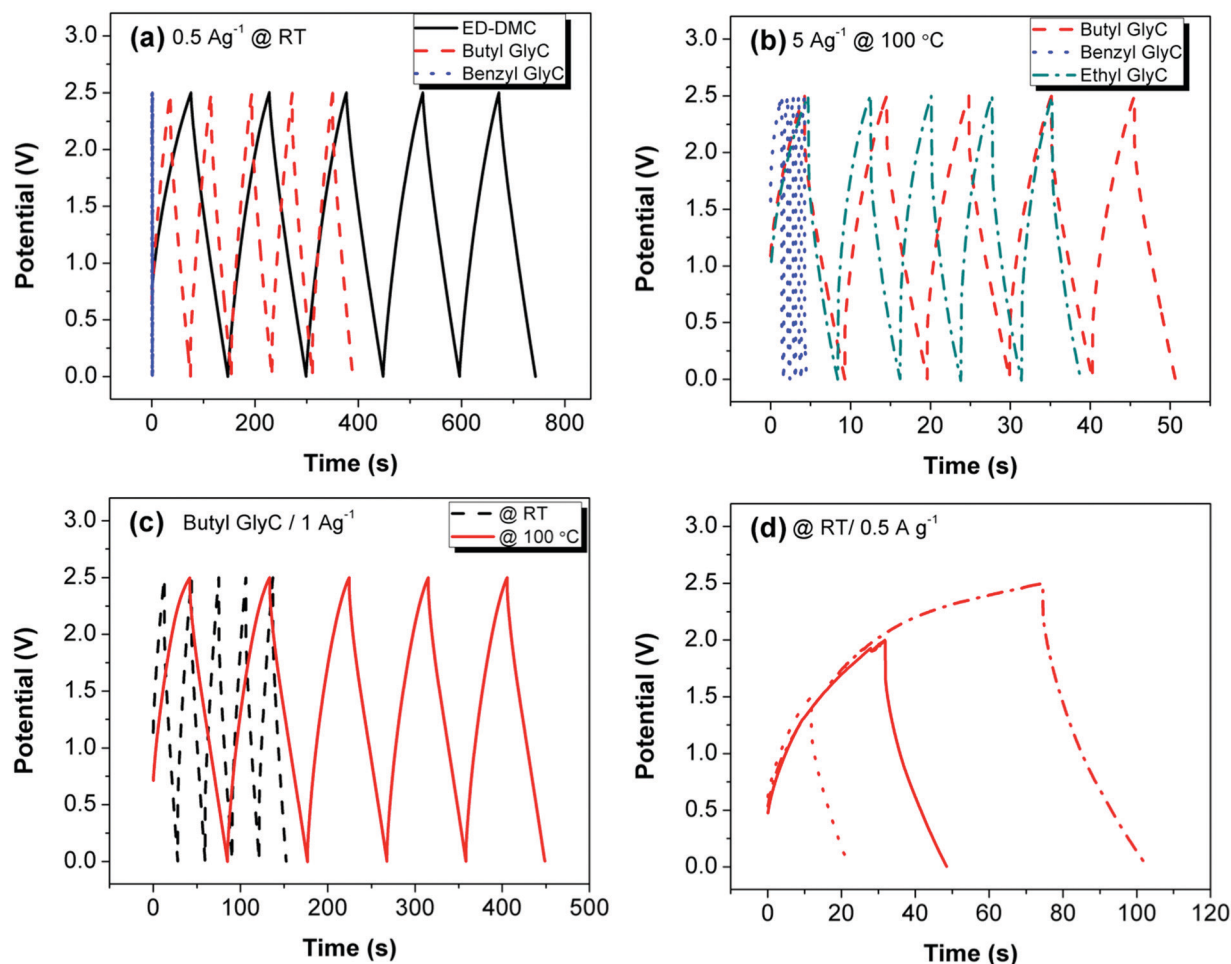 (a) 0.5 Ag⁻¹ @ RT
ED-DMC
Butyl GlyC
Benzyl GlyC
3.0
2.5
2.0
1.5
1.0
0.5
0.0
Potential (V)
0 200 400 600 800
Time (s)
(b) 5 Ag⁻¹ @ 100 °C
Butyl GlyC
Benzyl GlyC
Ethyl GlyC
3.0
2.5
2.0
1.5
1.0
0.5
0.0
Potential (V)
0 10 20 30 40 50
Time (s)
(c) Butyl GlyC / 1 Ag⁻¹
@ RT
@ 100 °C
3.0
2.5
2.0
1.5
1.0
0.5
0.0
Potential (V)
0 100 200 300 400 500
Time (s)
(d) @ RT/ 0.5 A g⁻¹
3.0
2.5
2.0
1.5
1.0
0.5
0.0
Potential (V)
0 20 40 60 80 100 120
Time (s)